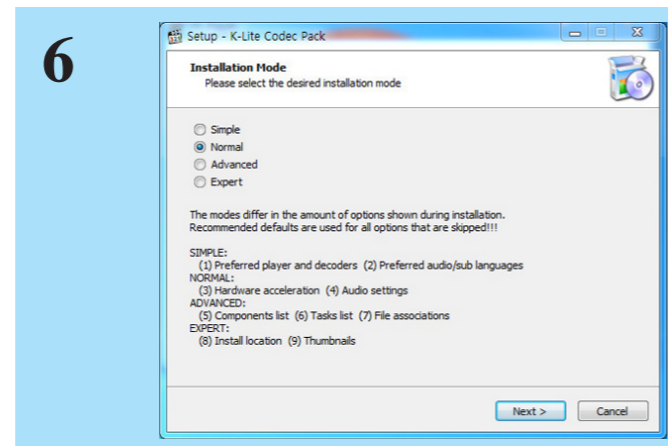 6
Setup - K-Lite Codec Pack
Installation Mode
Please select the desired installation mode
Simple
Normal
Advanced
Expert
The modes differ in the amount of options shown during installation.
Recommended defaults are used for all options that are skipped!!!
SIMPLE:
(1) Preferred player and decoders (2) Preferred audio/sub languages
NORMAL:
(3) Hardware acceleration (4) Audio settings
ADVANCED:
(5) Components list (6) Tasks list (7) File associations
EXPERT:
(8) Install location (9) Thumbnails
Next >
Cancel